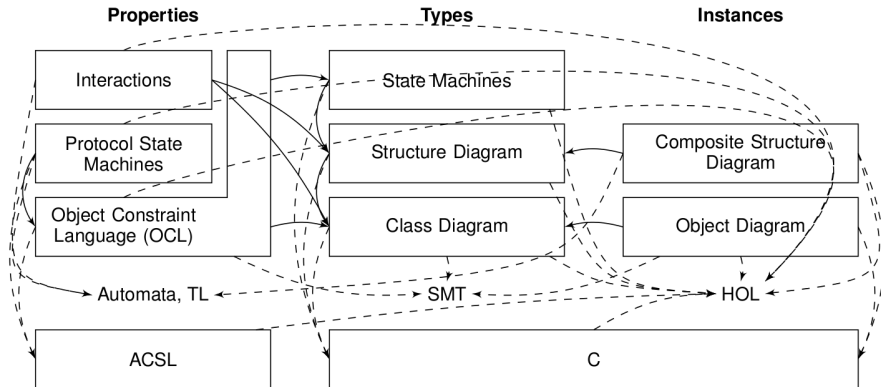 Properties Types Instances
Interactions State Machines
Protocol State
Machines
Structure Diagram
Composite Structure
Diagram
Object Constraint
Language (OCL)
Class Diagram
Object Diagram
Automata, TL SMT HOL
ACSL C